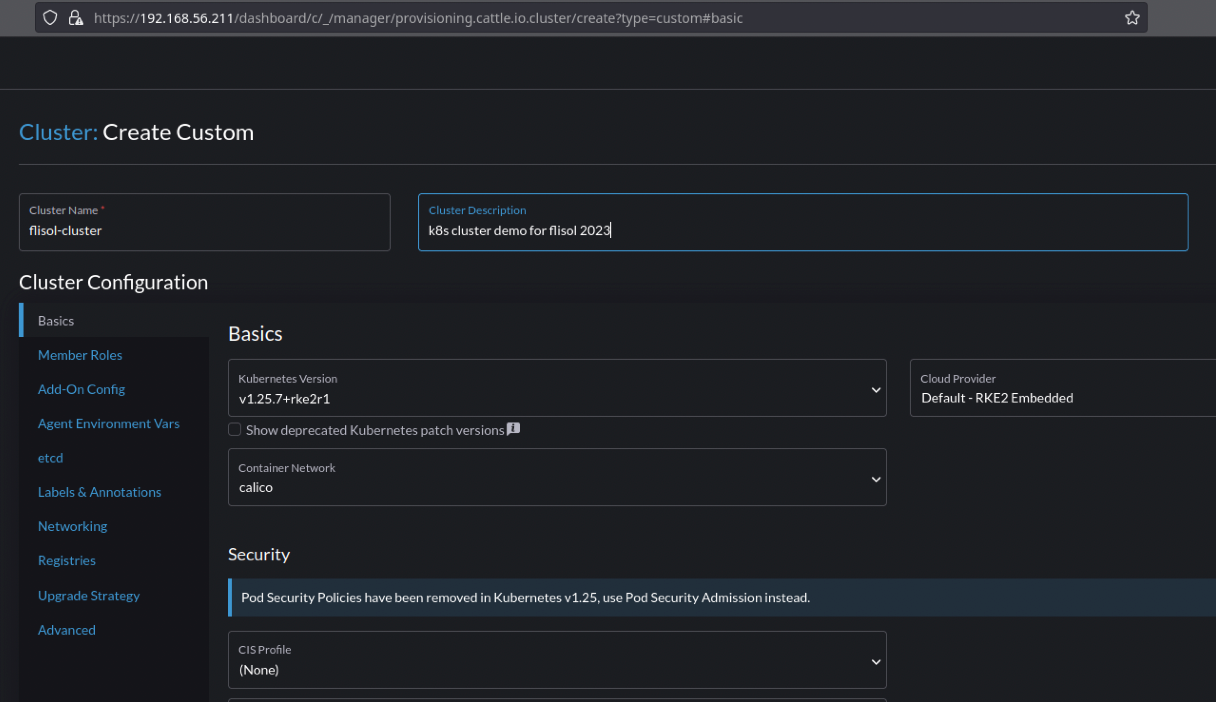 https://192.168.56.211/dashboard/c/_/manager/provisioning.cattle.io.cluster/create?type=custom#basic
Cluster: Create Custom
Cluster Name *
flisol-cluster
Cluster Description
k8s cluster demo for flisol 2023
Cluster Configuration
Basics
Member Roles
Add-On Config
Agent Environment Vars
etcd
Labels & Annotations
Networking
Registries
Upgrade Strategy
Advanced
Basics
Kubernetes Version
v1.25.7+rke2r1
Cloud Provider
Default - RKE2 Embedded
Show deprecated Kubernetes patch versions
Container Network
calico
Security
Pod Security Policies have been removed in Kubernetes v1.25, use Pod Security Admission instead.
CIS Profile
(None)